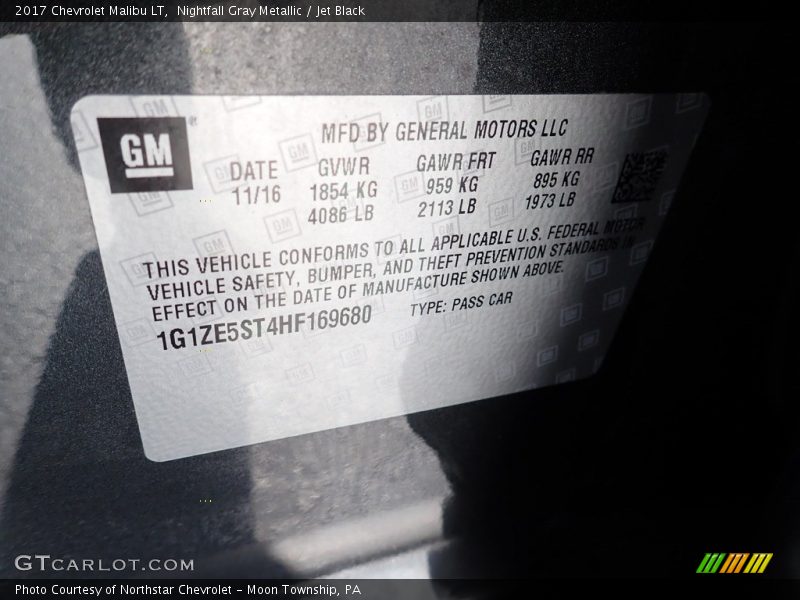 2017 Chevrolet Malibu LT, Nightfall Gray Metallic / Jet Black
GM
MFD BY GENERAL MOTORS LLC
DATE GVWR GAWR FRT GAWR RR
11/16 1854 KG 959 KG 895 KG
4086 LB 2113 LB 1973 LB
THIS VEHICLE CONFORMS TO ALL APPLICABLE U.S. FEDERAL MOTOR
VEHICLE SAFETY, BUMPER, AND THEFT PREVENTION STANDARDS IN
EFFECT ON THE DATE OF MANUFACTURE SHOWN ABOVE.
1G1ZE5ST4HF169680 TYPE: PASS CAR
GTCARLOT.COM
Photo Courtesy of Northstar Chevrolet - Moon Township, PA